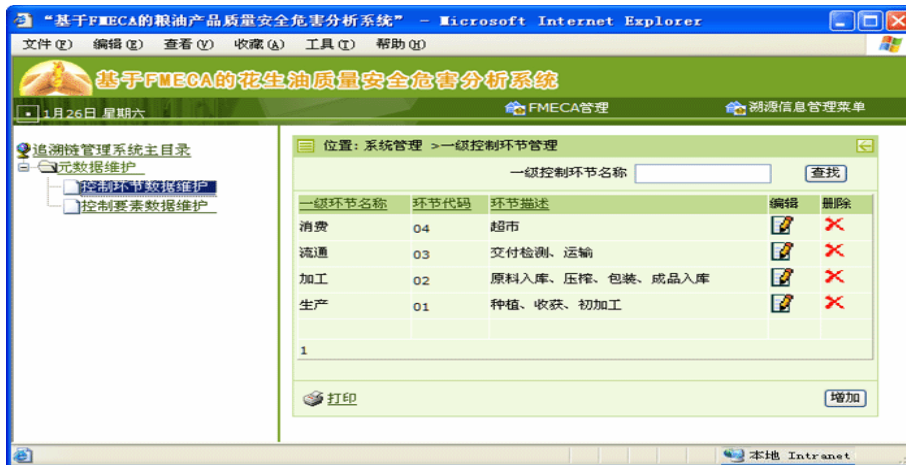 “基于FMECA的粮油产品质量安全危害分析系统” - Microsoft Internet Explorer
文件(F) 编辑(E) 查看(V) 收藏(A) 工具(T) 帮助(H)
基于FMECA的花生油质量安全危害分析系统
1月26日 星期六 FMECA管理 溯源信息管理菜单
追溯链管理系统主目录
元数据维护
控制环节数据维护
控制要素数据维护
位置: 系统管理 >一级控制环节管理
一级控制环节名称 查找
一级环节名称 环节代码 环节描述 编辑 删除
消费 04 超市
流通 03 交付检测、运输
加工 02 原料入库、压榨、包装、成品入库
生产 01 种植、收获、初加工
1
打印 增加
本地 Intranet